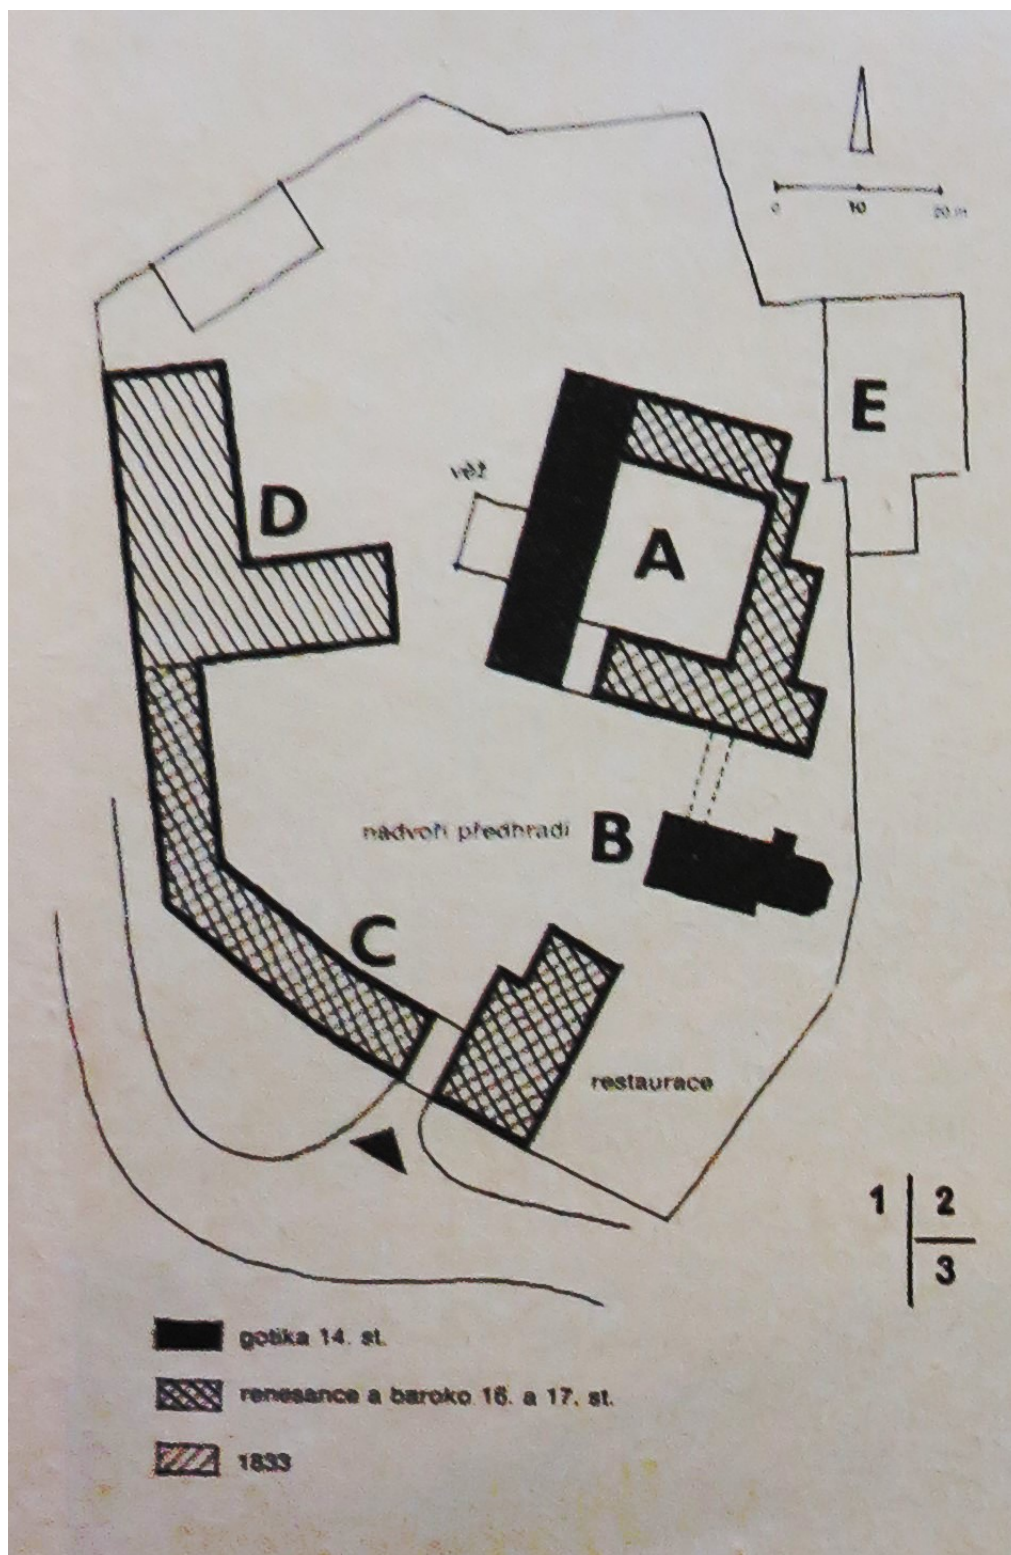 0 10 20 m
E
D
věž
A
nádvoří předhradí
B
C
restaurace
1 2
3
gotika 14. st.
renesance a baroko 16. a 17. st.
1833